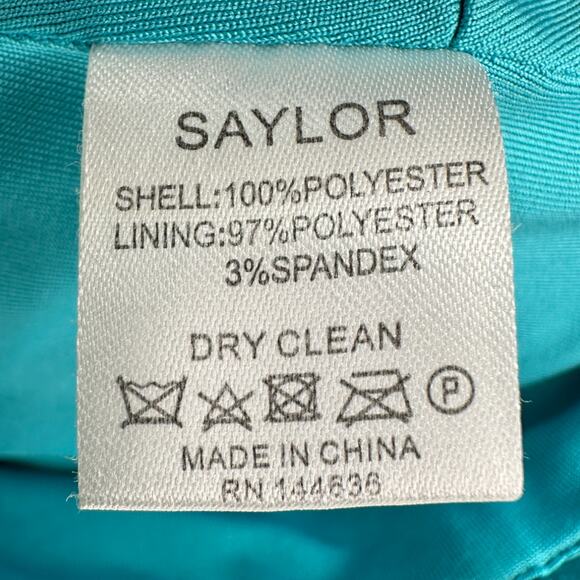 SAYLOR
SHELL:100%POLYESTER
LINING:97%POLYESTER
3%SPANDEX
DRY CLEAN
P
MADE IN CHINA
RN 144636